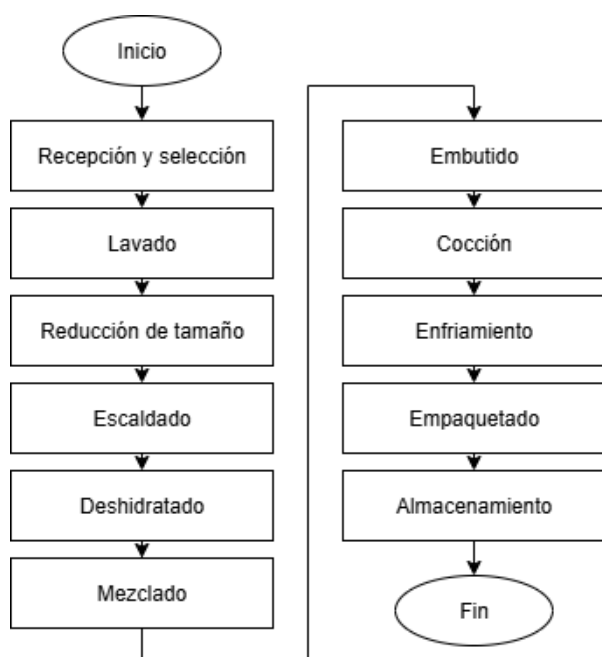 Inicio
Recepción y selección
Lavado
Reducción de tamaño
Escaldado
Deshidratado
Mezclado
Embutido
Cocción
Enfriamiento
Empaquetado
Almacenamiento
Fin